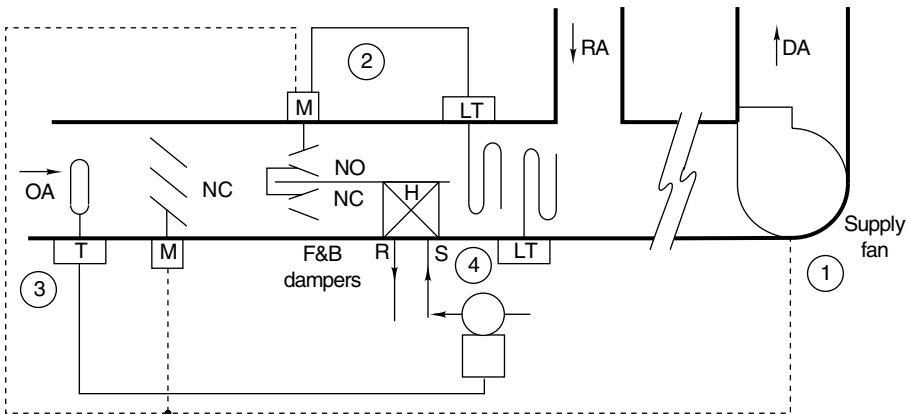 2
RA
DA
M
LT
OA
NC
NO
NC
H
T
M
F&B
dampers
R
S
4
LT
Supply
fan
3
1